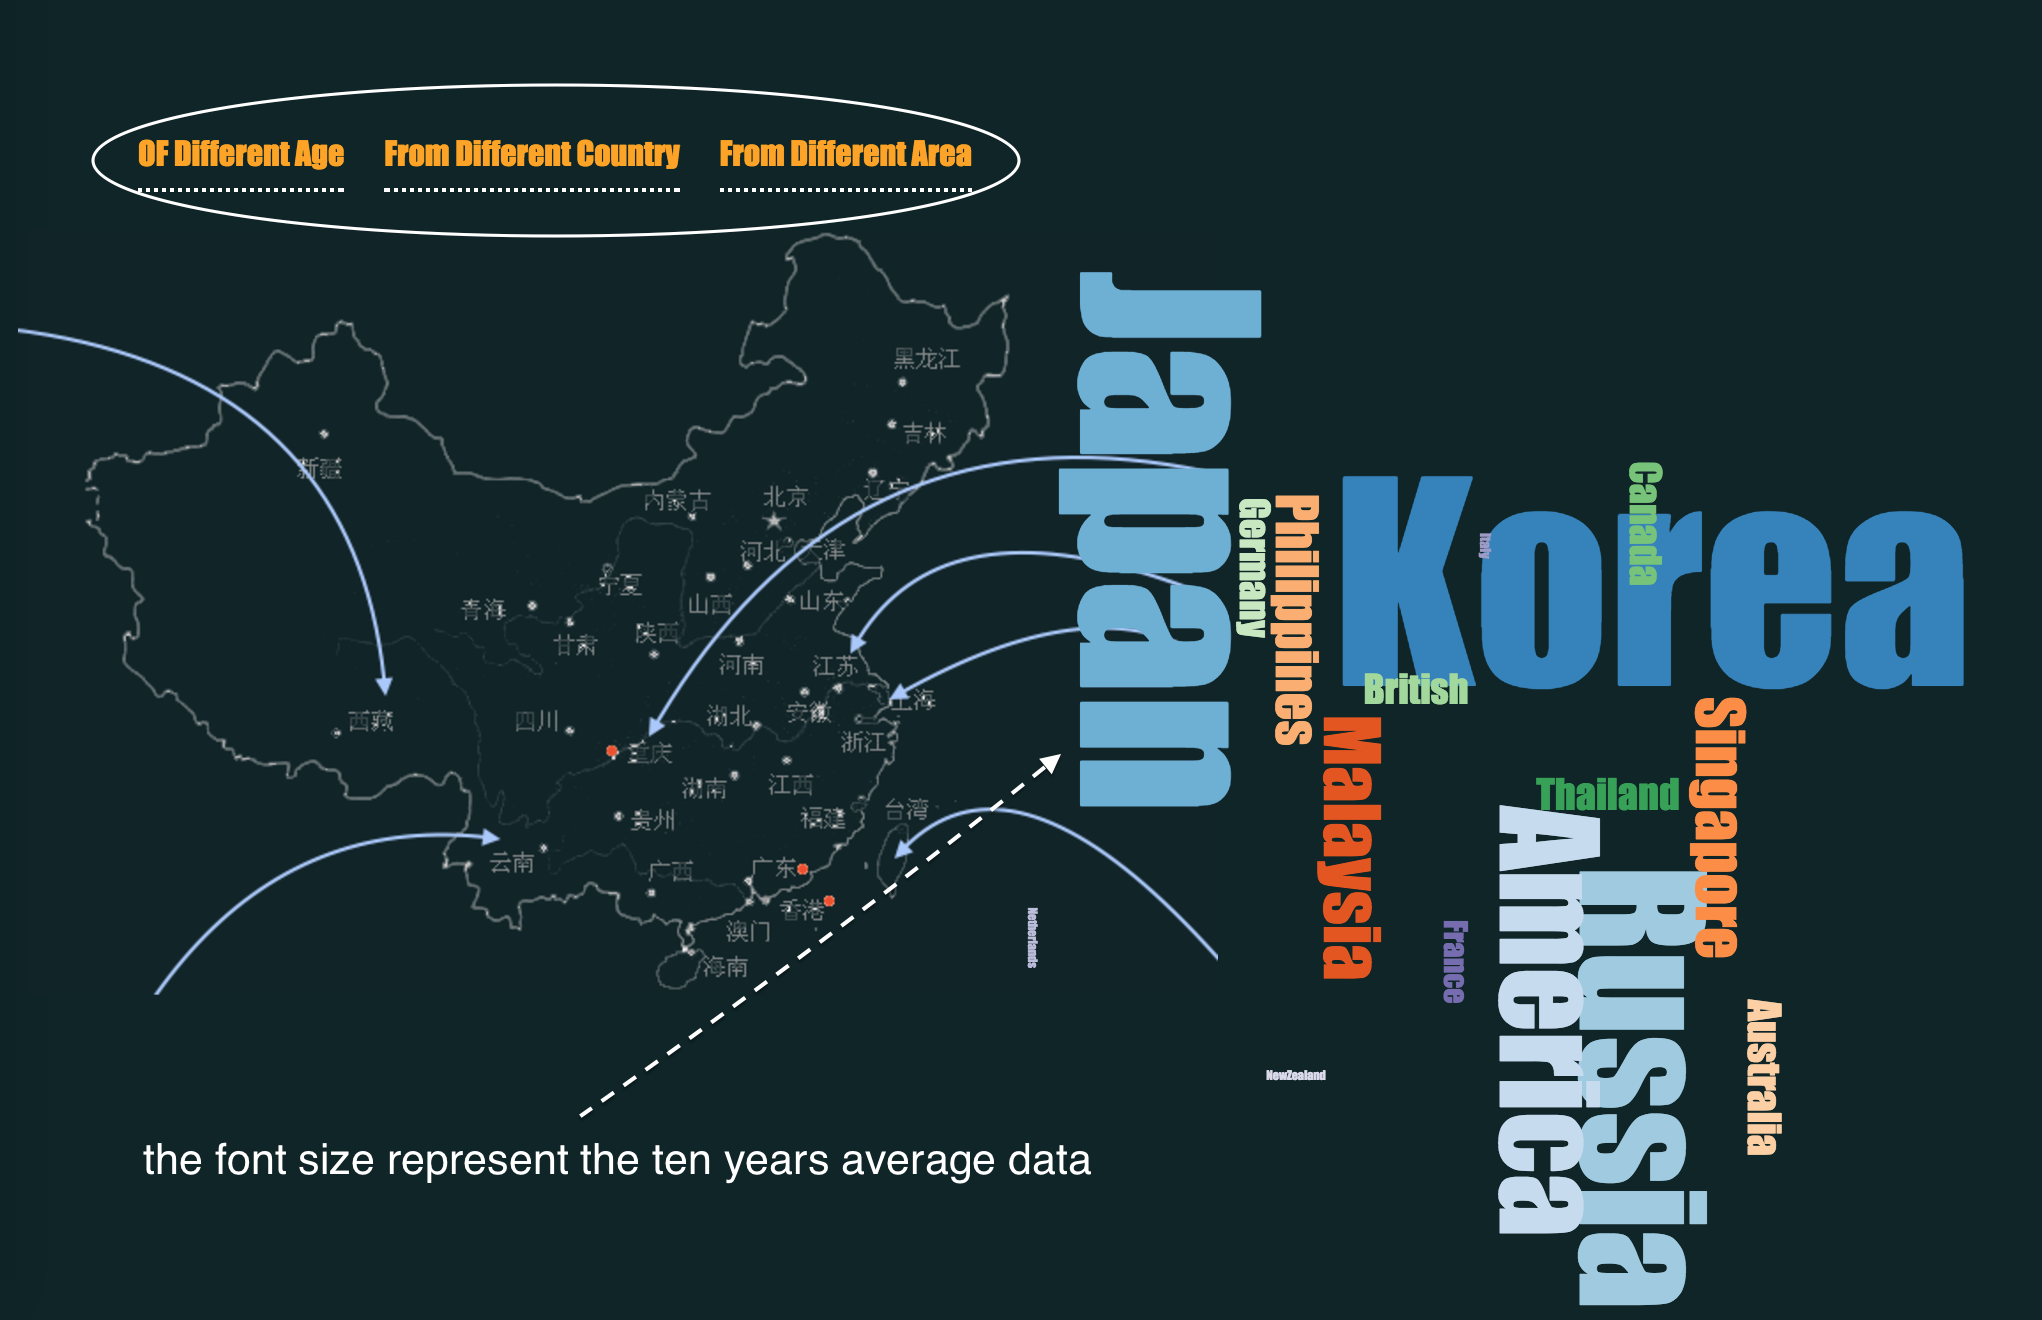 OF Different Age From Different Country From Different Area
黑龙江
吉林
新疆
辽宁
内蒙古
北京
河北
天津
宁夏
青海
山西
山东
甘肃
陕西
河南
江苏
西藏
四川
湖北
安徽
上海
浙江
重庆
湖南
江西
贵州
福建
台湾
云南
广西
广东
香港
澳门
海南
Japan
Germany
Philippines
Korea
Italy
Canada
British
Malaysia
Singapore
Thailand
America
Russia
France
Netherlands
Australia
NewZealand
the font size represent the ten years average data